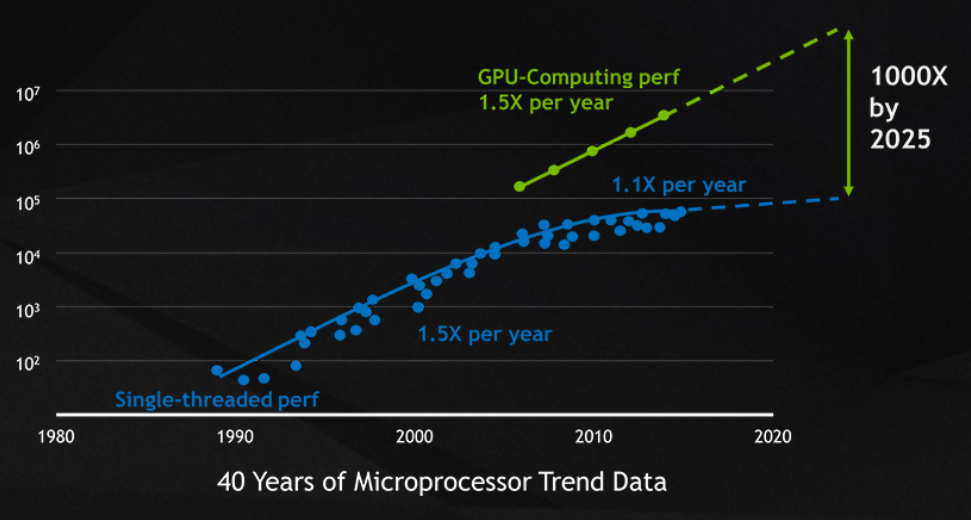 GPU-Computing perf
1.5X per year
1000X
by
2025
10⁷
10⁶
1.1X per year
10⁵
10⁴
10³
1.5X per year
10²
Single-threaded perf
1980 1990 2000 2010 2020
40 Years of Microprocessor Trend Data